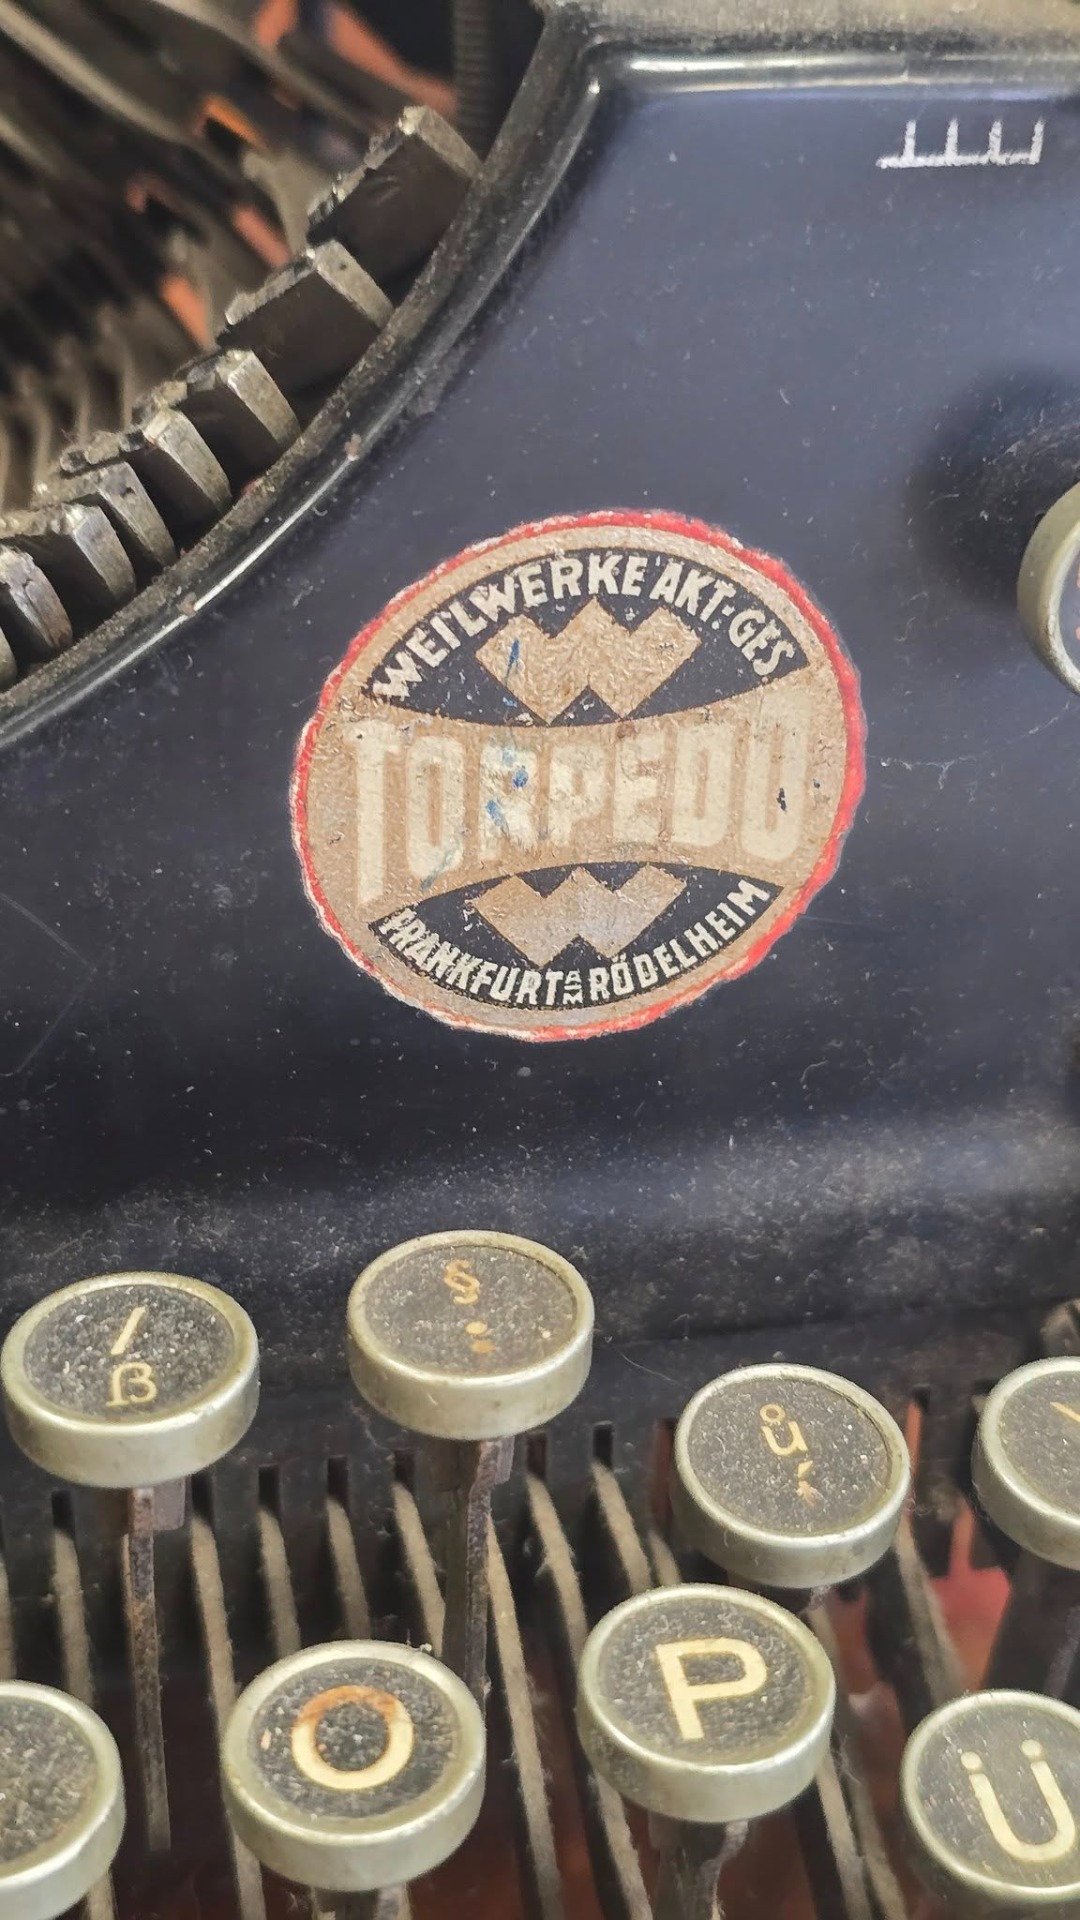 WEILWERKE AKT. GES
TORPEDO
FRANKFURT A M RÖDELHEIM
/
ß
§
ů
O P Ü